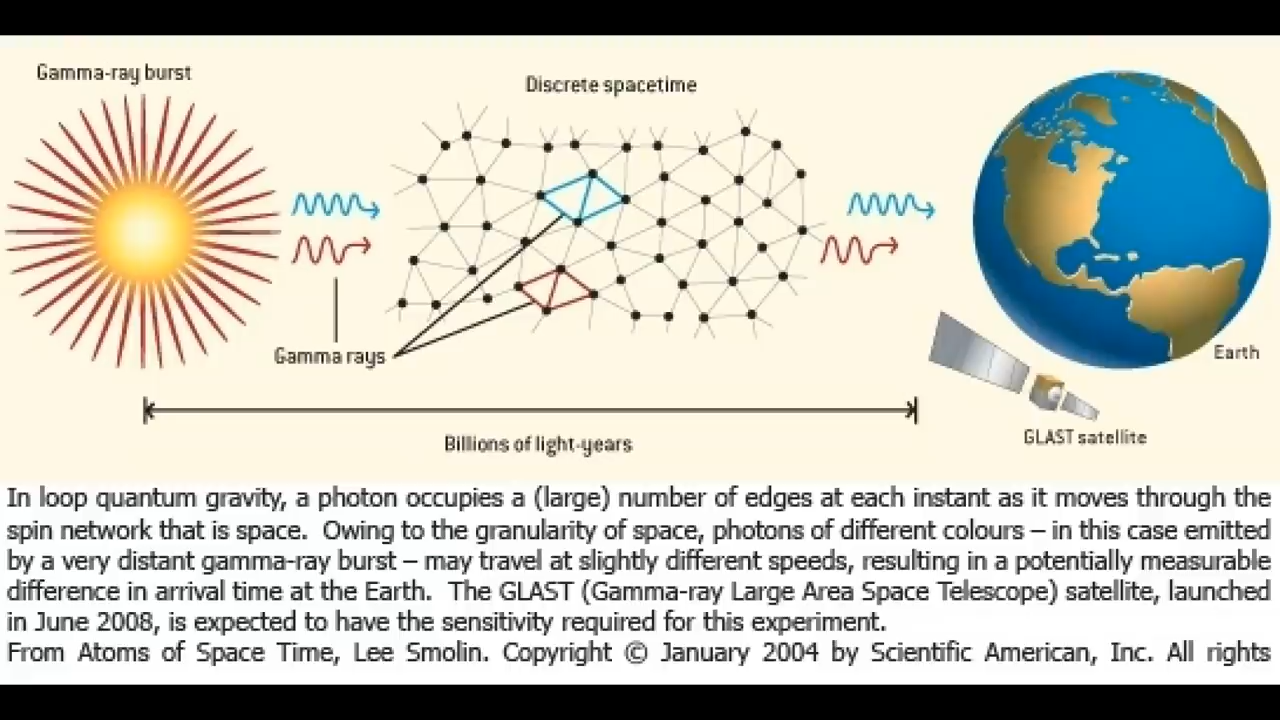 Gamma-ray burst
Discrete spacetime
Gamma rays
Earth
GLAST satellite
Billions of light-years
In loop quantum gravity, a photon occupies a (large) number of edges at each instant as it moves through the
spin network that is space. Owing to the granularity of space, photons of different colours – in this case emitted
by a very distant gamma-ray burst – may travel at slightly different speeds, resulting in a potentially measurable
difference in arrival time at the Earth. The GLAST (Gamma-ray Large Area Space Telescope) satellite, launched
in June 2008, is expected to have the sensitivity required for this experiment.
From Atoms of Space Time, Lee Smolin. Copyright © January 2004 by Scientific American, Inc. All rights